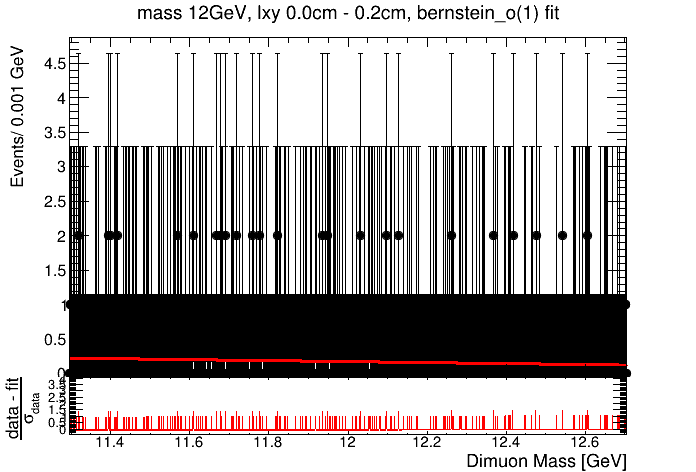 mass 12GeV, lxy 0.0cm - 0.2cm, bernstein_o(1) fit
Events/ 0.001 GeV
4.5
4
3.5
3
2.5
2
1.5
1
0.5
0
data - fit
σdata
3.5
2.5
1.5
0.5
0
11.4 11.6 11.8 12 12.2 12.4 12.6
Dimuon Mass [GeV]